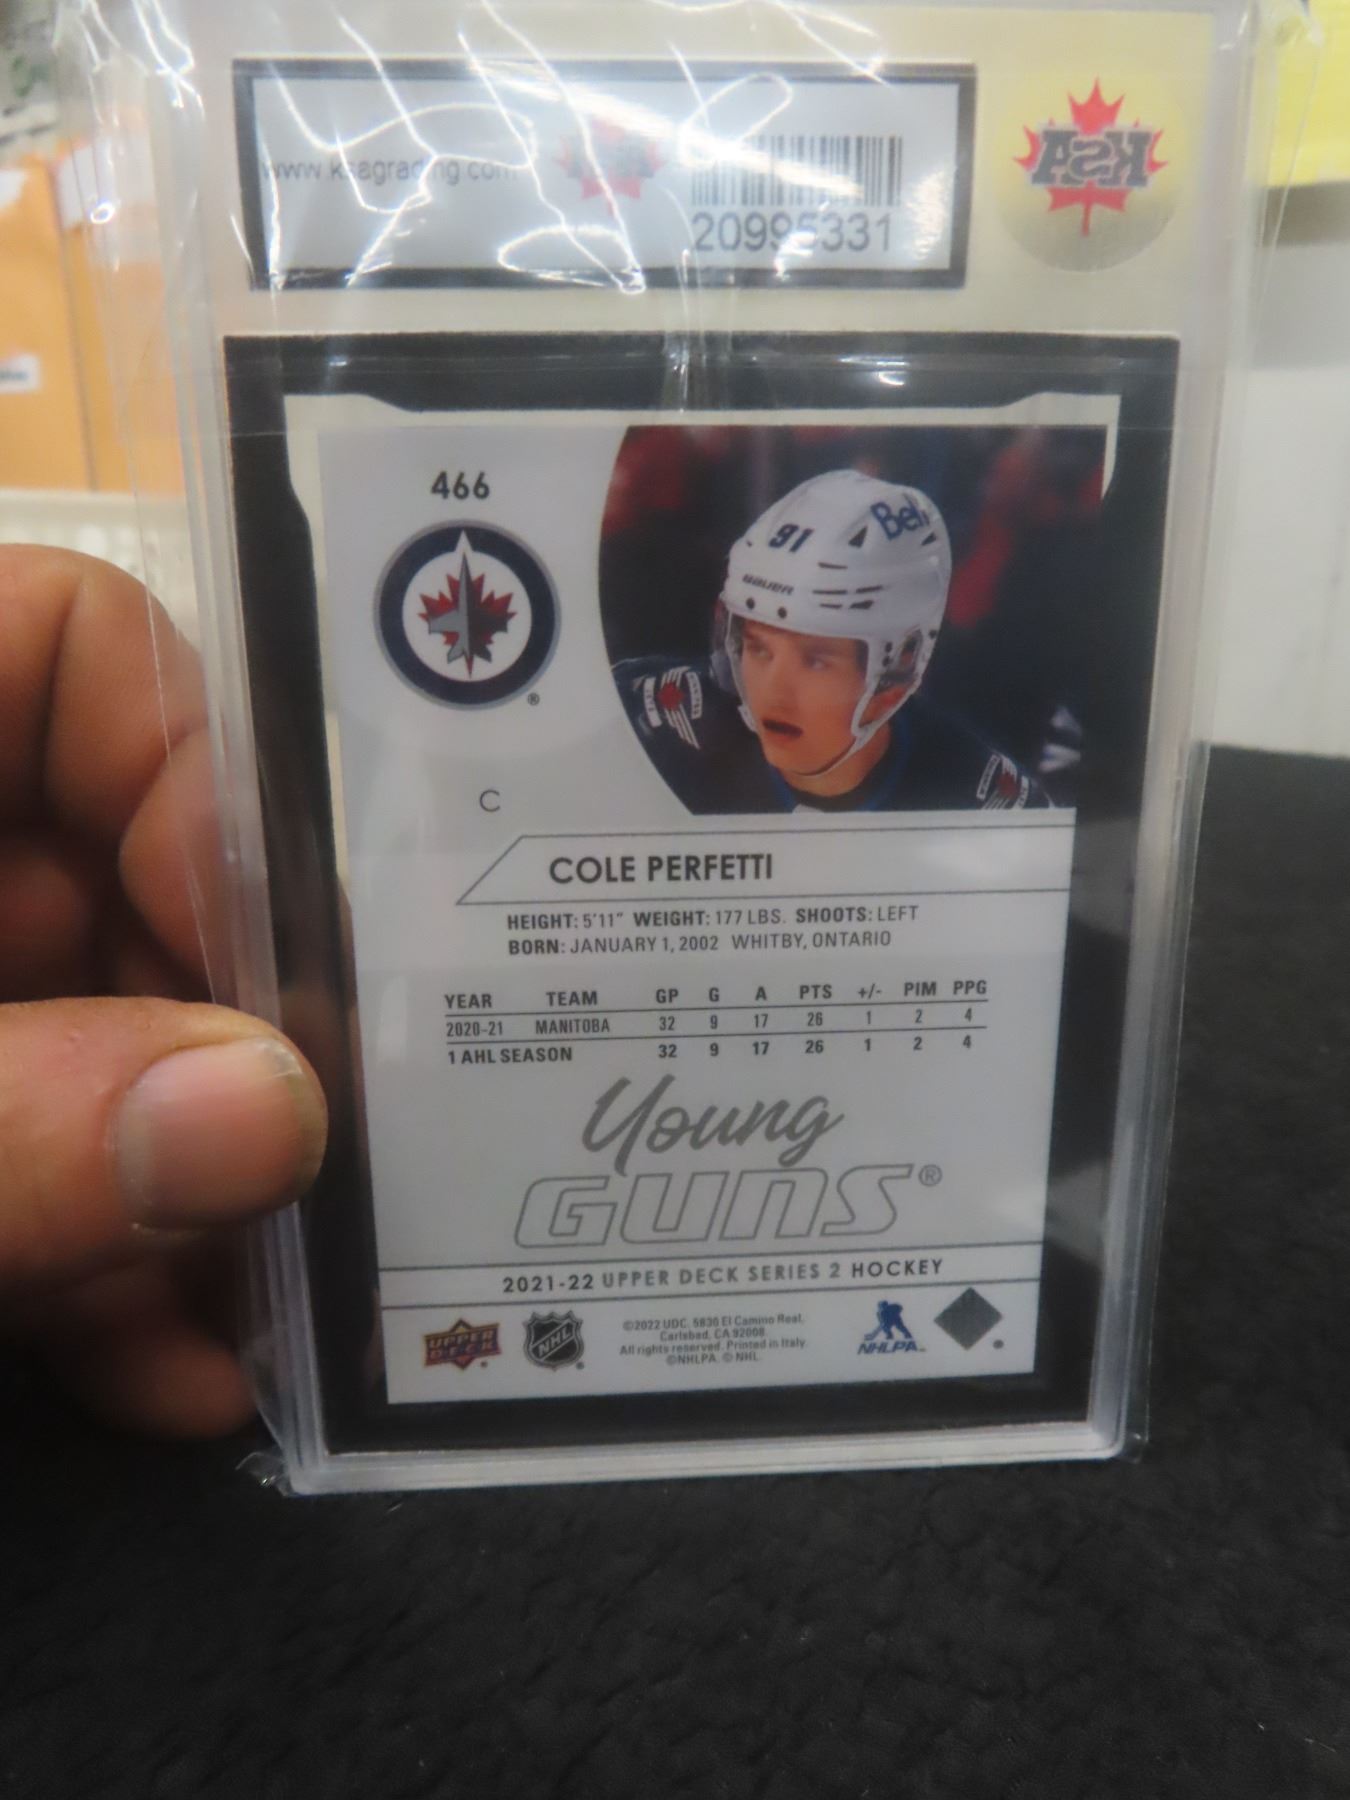 www.ksagrading.com
20995331
KSA
466
91
Bell
BAUER
®
C
COLE PERFETTI
HEIGHT: 5'11" WEIGHT: 177 LBS. SHOOTS: LEFT
BORN: JANUARY 1, 2002 WHITBY, ONTARIO
YEAR TEAM GP G A PTS +/- PIM PPG
2020-21 MANITOBA 32 9 17 26 1 2 4
1 AHL SEASON 32 9 17 26 1 2 4
Young
GUNS®
2021-22 UPPER DECK SERIES 2 HOCKEY
UPPER DECK
NHL
©2022 UDC. 5830 El Camino Real,
Carlsbad, CA 92008.
All rights reserved. Printed in Italy.
©NHLPA. © NHL.
NHLPA